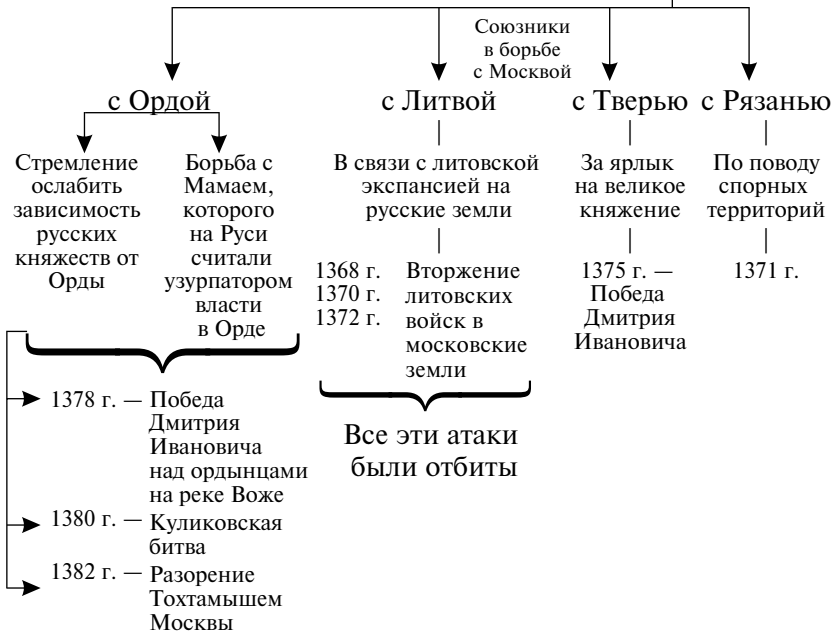 Союзники
в борьбе
с Москвой
с Ордой
с Литвой
с Тверью
с Рязанью
Стремление
ослабить
зависимость
русских
княжеств от
Орды
Борьба с
Мамаем,
которого
на Руси
считали
узурпатором
власти
в Орде
1378 г. — Победа
Дмитрия
Ивановича
над ордынцами
на реке Воже
1380 г. — Куликовская
битва
1382 г. — Разорение
Тохтамышем
Москвы
В связи с литовской
экспансией на
русские земли
1368 г. Вторжение
1370 г. литовских
1372 г. войск в
московские
земли
Все эти атаки
были отбиты
За ярлык
на великое
княжение
1375 г. —
Победа
Дмитрия
Ивановича
По поводу
спорных
территорий
1371 г.